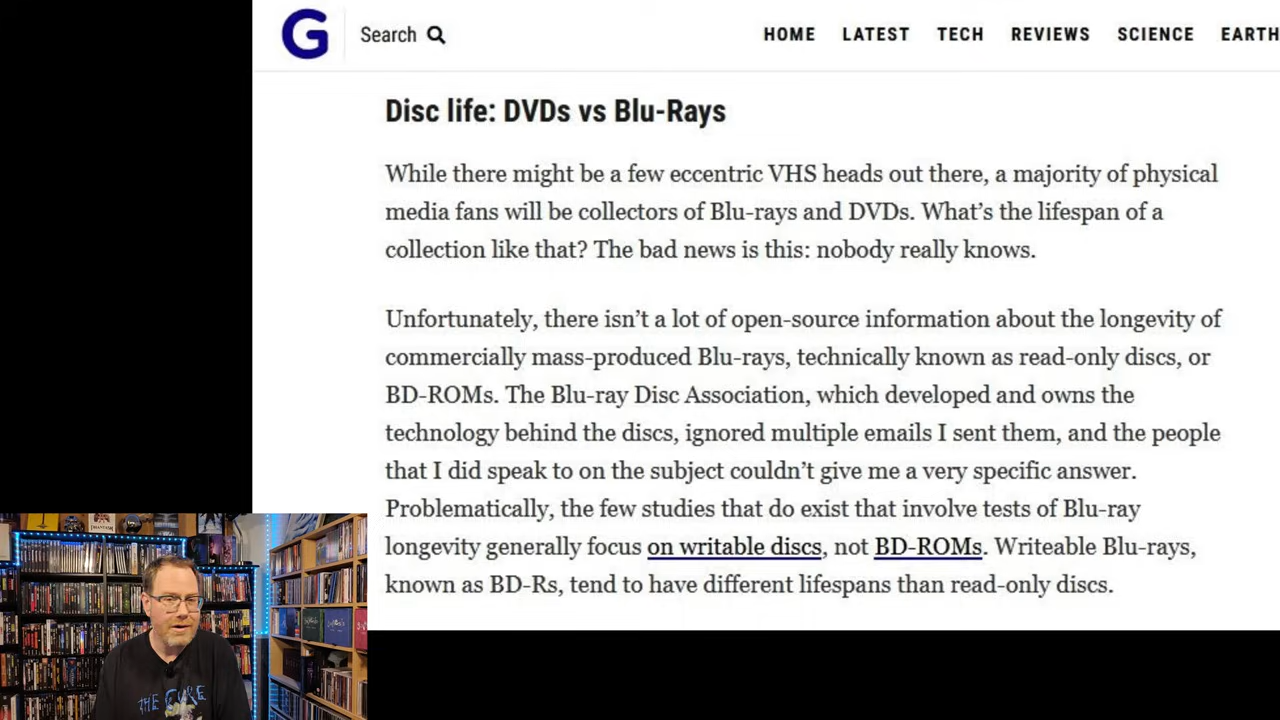 G
Search
HOME LATEST TECH REVIEWS SCIENCE EARTH
Disc life: DVDs vs Blu-Rays
While there might be a few eccentric VHS heads out there, a majority of physical
media fans will be collectors of Blu-rays and DVDs. What’s the lifespan of a
collection like that? The bad news is this: nobody really knows.
Unfortunately, there isn’t a lot of open-source information about the longevity of
commercially mass-produced Blu-rays, technically known as read-only discs, or
BD-ROMs. The Blu-ray Disc Association, which developed and owns the
technology behind the discs, ignored multiple emails I sent them, and the people
that I did speak to on the subject couldn’t give me a very specific answer.
Problematically, the few studies that do exist that involve tests of Blu-ray
longevity generally focus on writable discs, not BD-ROMs. Writeable Blu-rays,
known as BD-Rs, tend to have different lifespans than read-only discs.
THE CURE